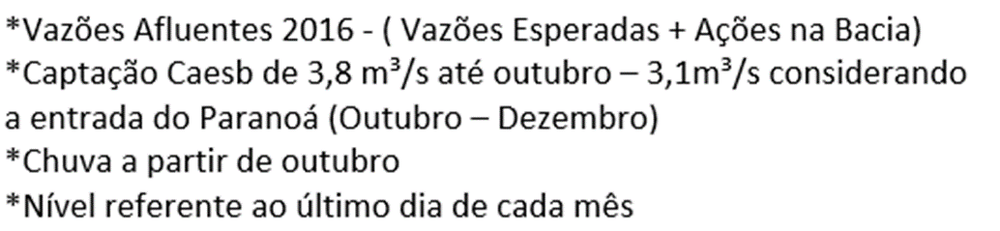 *Vazões Afluentes 2016 - ( Vazões Esperadas + Ações na Bacia)
*Captação Caesb de 3,8 m³/s até outubro – 3,1m³/s considerando
a entrada do Paranoá (Outubro – Dezembro)
*Chuva a partir de outubro
*Nível referente ao último dia de cada mês